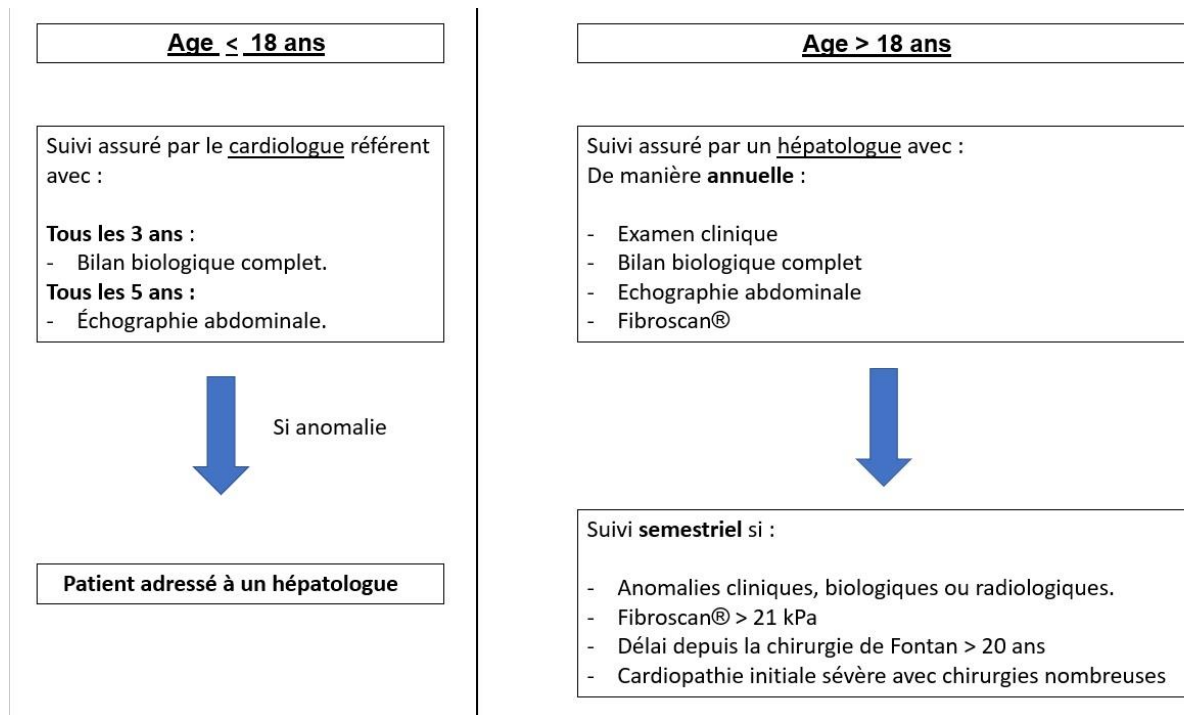 Age < 18 ans
Suivi assuré par le cardiologue référent
avec :
Tous les 3 ans :
- Bilan biologique complet.
Tous les 5 ans :
- Échographie abdominale.
Si anomalie
Patient adressé à un hépatologue
Age > 18 ans
Suivi assuré par un hépatologue avec :
De manière annuelle :
- Examen clinique
- Bilan biologique complet
- Echographie abdominale
- Fibroscan®
Suivi semestriel si :
- Anomalies cliniques, biologiques ou radiologiques.
- Fibroscan® > 21 kPa
- Délai depuis la chirurgie de Fontan > 20 ans
- Cardiopathie initiale sévère avec chirurgies nombreuses